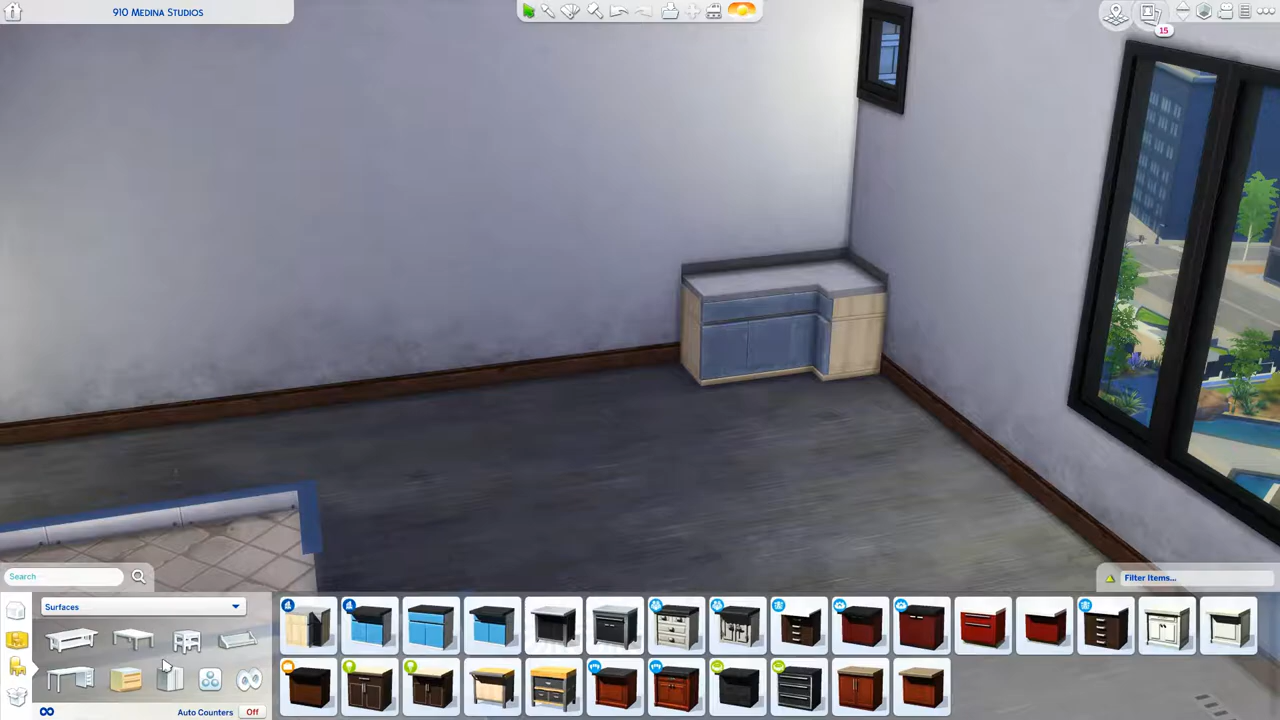 910 Medina Studios
15
Search
Filter Items...
Surfaces
Auto Counters Off